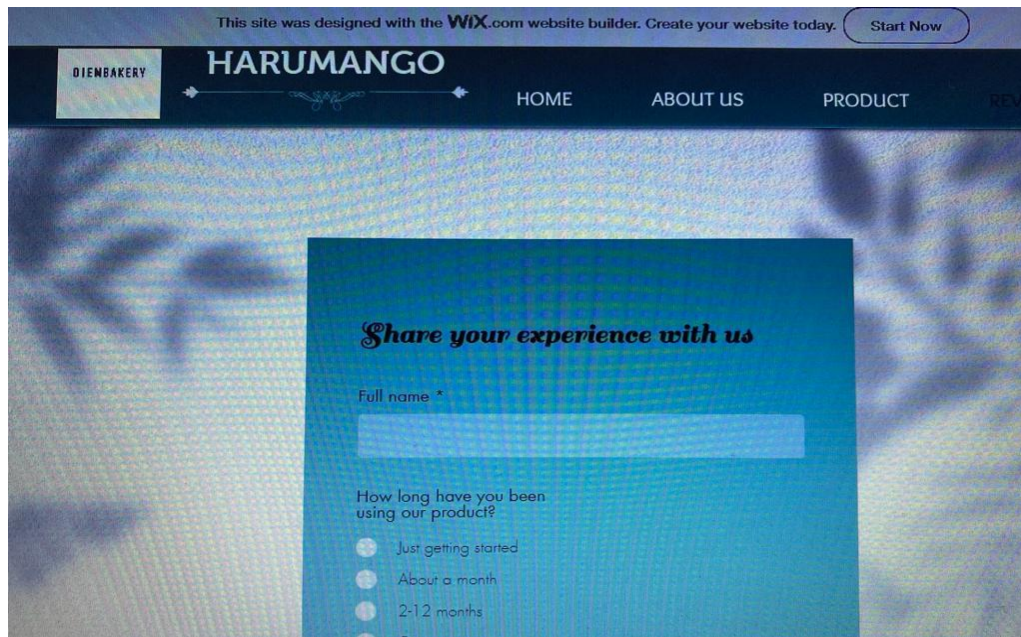 This site was designed with the WiX.com website builder. Create your website today. Start Now
DIEMBAKERY
HARUMANGO
HOME ABOUT US PRODUCT REV
Share your experience with us
Full name *
How long have you been
using our product?
Just getting started
About a month
2-12 months